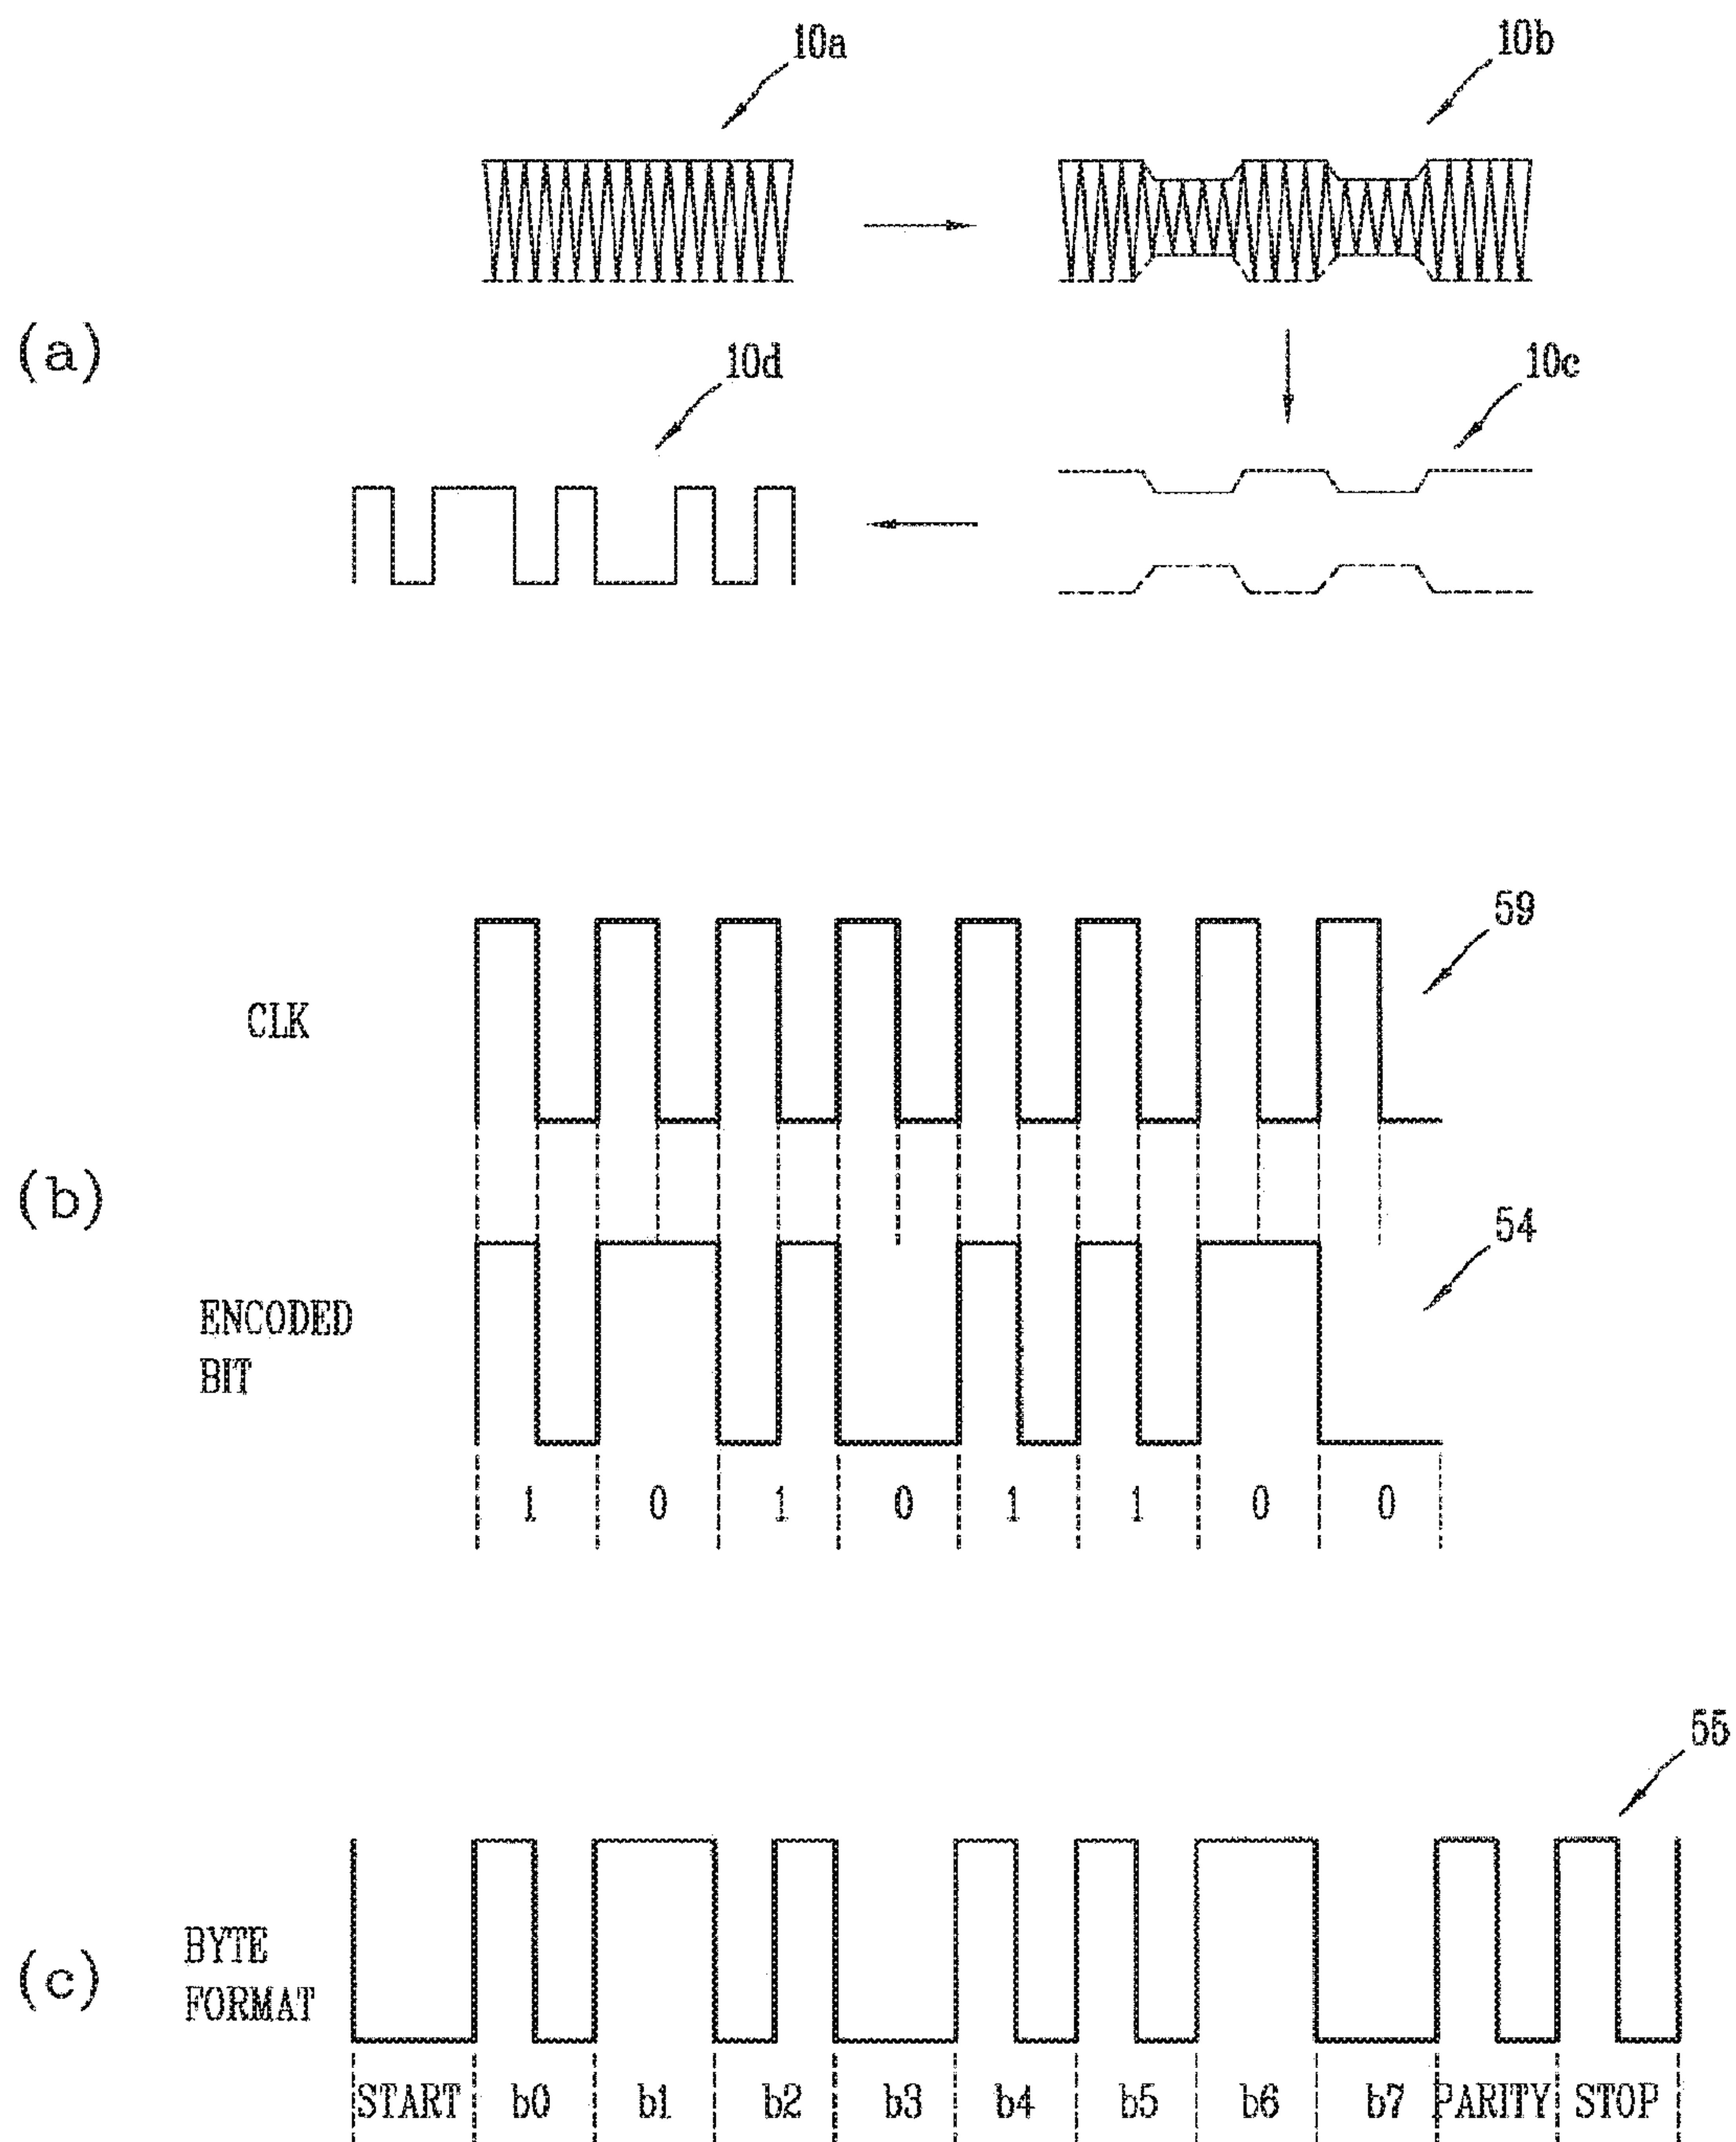 10a
10b
(a)
10d
10c
59
CLK
(b)
54
ENCODED
BIT
1 0 1 0 1 1 0 0
55
BYTE
FORMAT
(c)
START b0 b1 b2 b3 b4 b5 b6 b7 PARITY STOP